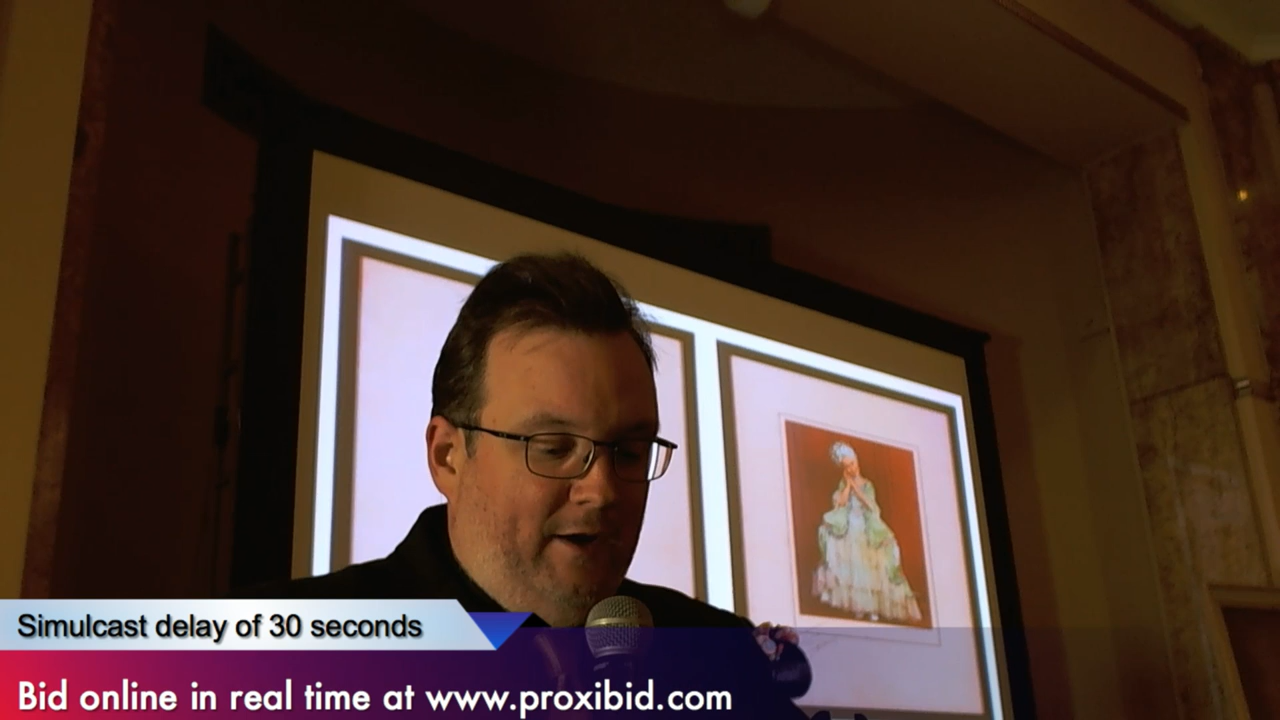 Simulcast delay of 30 seconds
Bid online in real time at www.proxibid.com